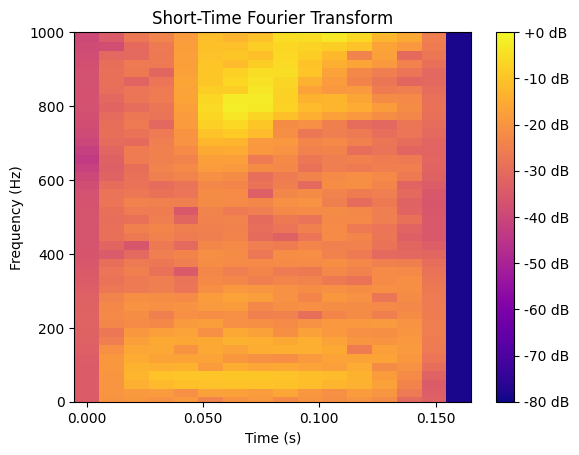 Short-Time Fourier Transform
Frequency (Hz)
1000
800
600
400
200
0
0.000
0.050
0.100
0.150
Time (s)
+0 dB
-10 dB
-20 dB
-30 dB
-40 dB
-50 dB
-60 dB
-70 dB
-80 dB